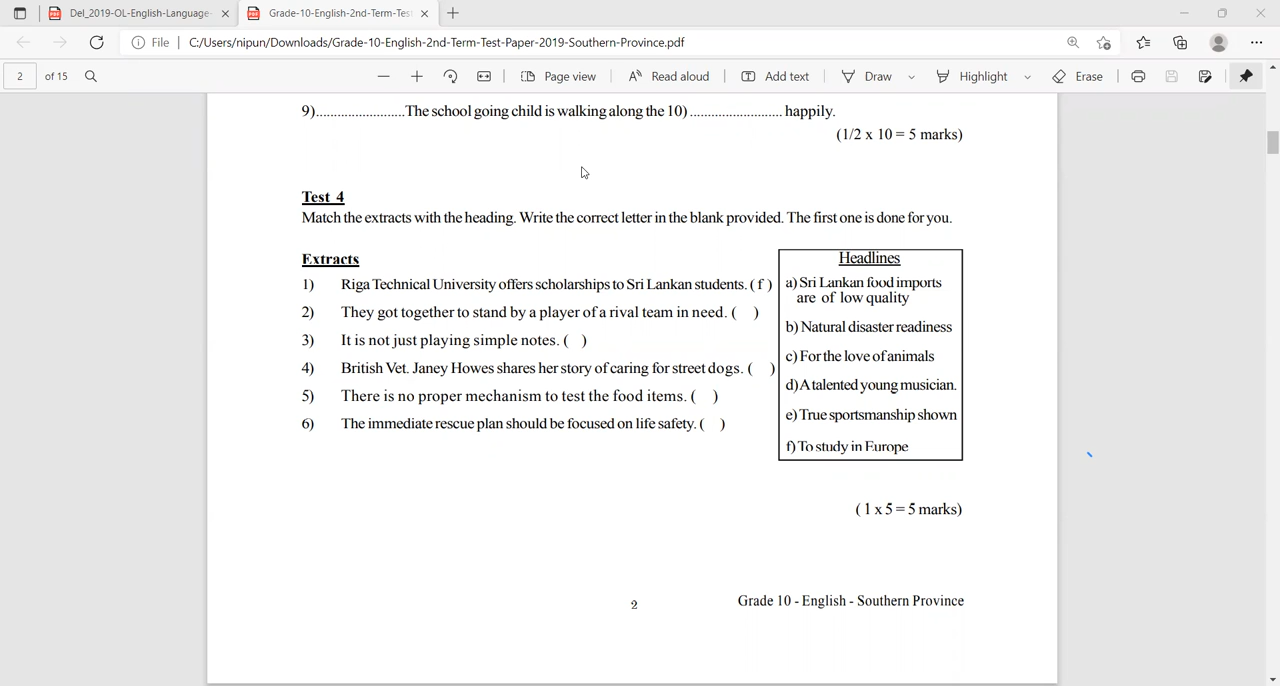 Del_2019-OL-English-Language-
Grade-10-English-2nd-Term-Test
File C:/Users/nipun/Downloads/Grade-10-English-2nd-Term-Test-Paper-2019-Southern-Province.pdf
2 of 15 Page view Read aloud Add text Draw Highlight Erase
9)..........................The school going child is walking along the 10) .......................... happily.
(1/2 x 10 = 5 marks)
Test 4
Match the extracts with the heading. Write the correct letter in the blank provided. The first one is done for you.
Extracts
1) Riga Technical University offers scholarships to Sri Lankan students. ( f )
2) They got together to stand by a player of a rival team in need. ( )
3) It is not just playing simple notes. ( )
4) British Vet. Janey Howes shares her story of caring for street dogs. ( )
5) There is no proper mechanism to test the food items. ( )
6) The immediate rescue plan should be focused on life safety. ( )
Headlines
a) Sri Lankan food imports
are of low quality
b) Natural disaster readiness
c) For the love of animals
d) A talented young musician.
e) True sportsmanship shown
f) To study in Europe
( 1 x 5 = 5 marks)
2
Grade 10 - English - Southern Province